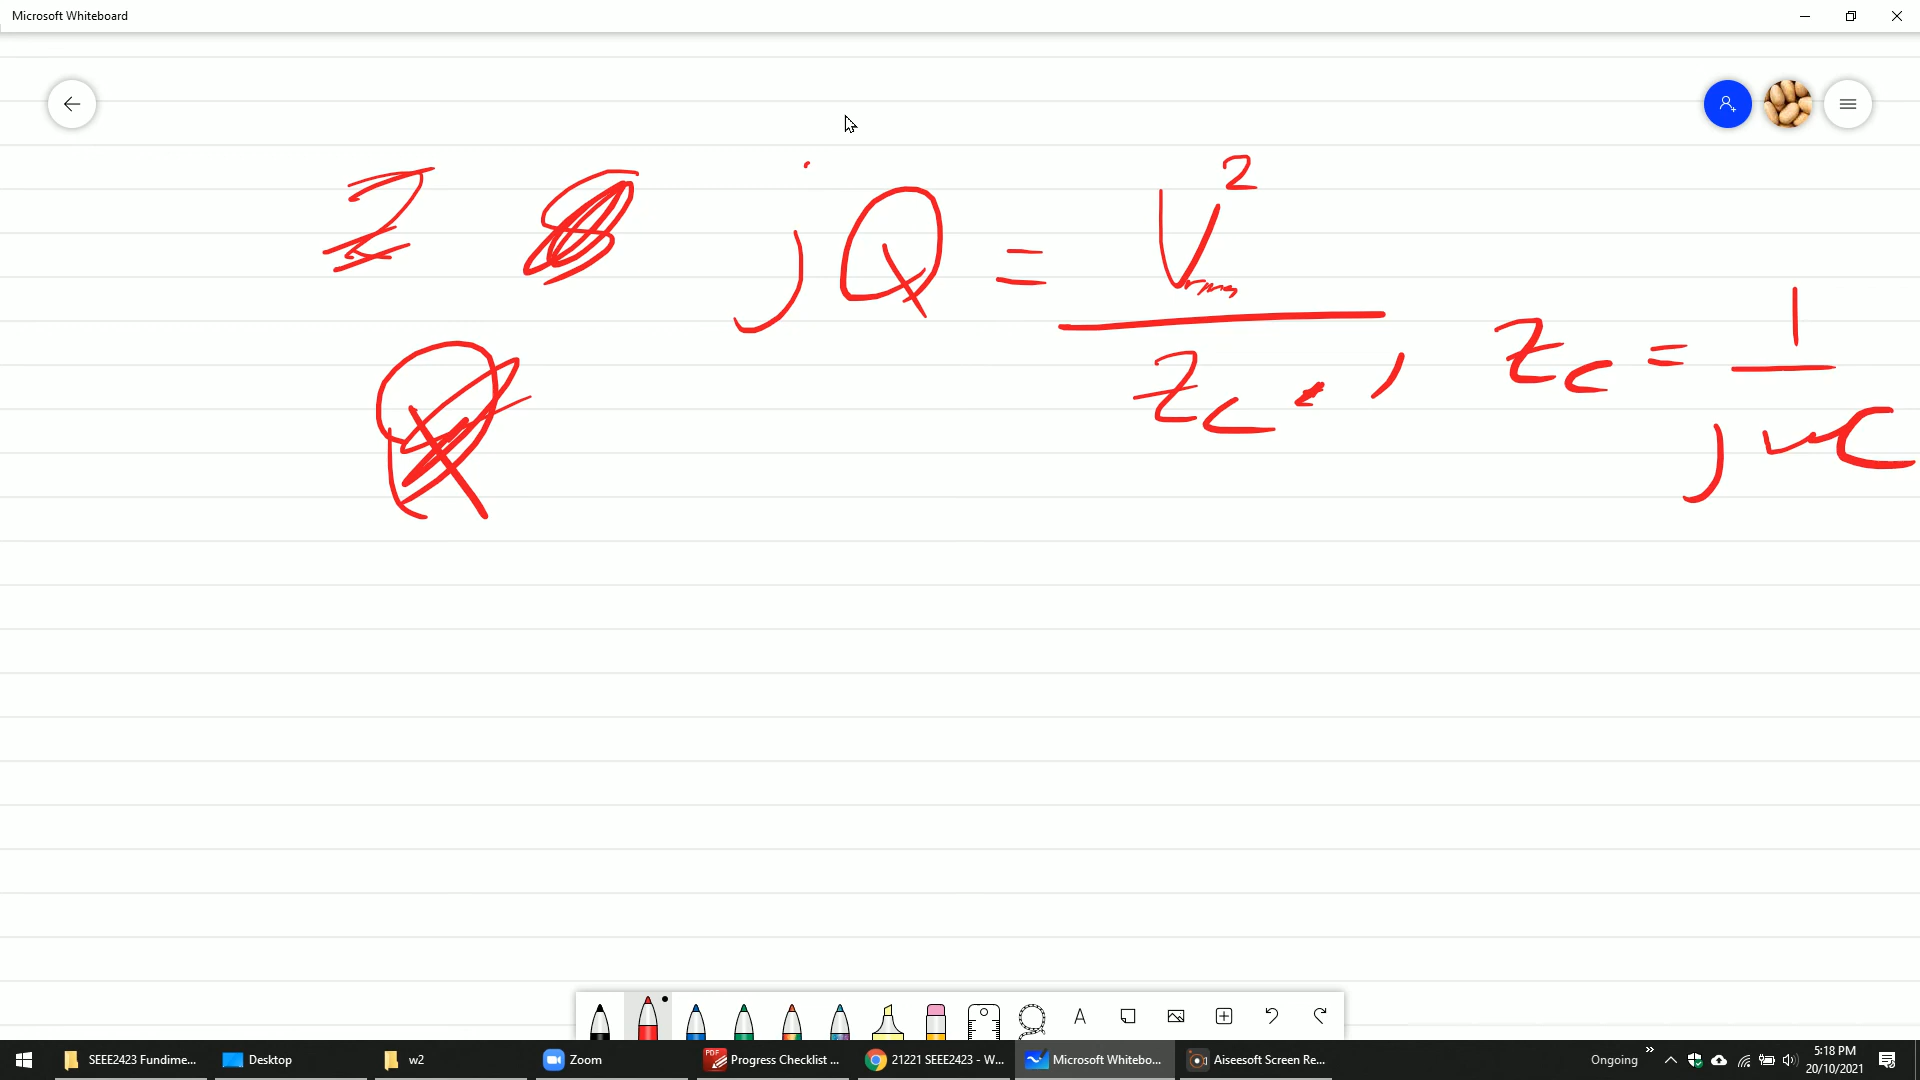 Microsoft Whiteboard
jQ = V²rms / Zc* , Zc = 1 / jωC
A
SEEE2423 Fundime...
Desktop
w2
Zoom
Progress Checklist ...
21221 SEEE2423 - W...
Microsoft Whitebo...
Aiseesoft Screen Re...
Ongoing
5:18 PM
20/10/2021